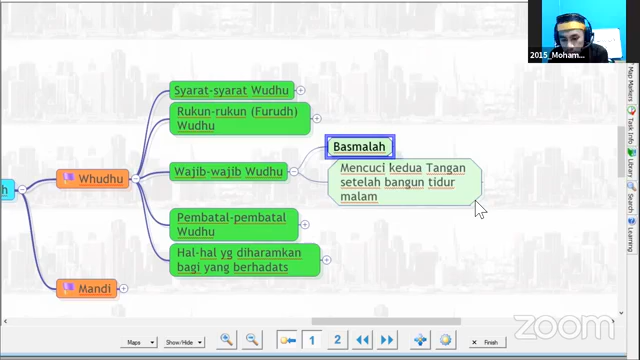 2015_Moham...
Syarat-syarat Wudhu
Rukun-rukun (Furudh)
Wudhu
Basmalah
h
Whudhu
Wajib-wajib Wudhu
Mencuci kedua Tangan
setelah bangun tidur
malam
Pembatal-pembatal
Wudhu
Hal-hal yg diharamkan
bagi yang berhadats
Mandi
Map Markers
Task Info
Library
Search
Learning
Maps
Show/Hide
1
2
Finish
zoom